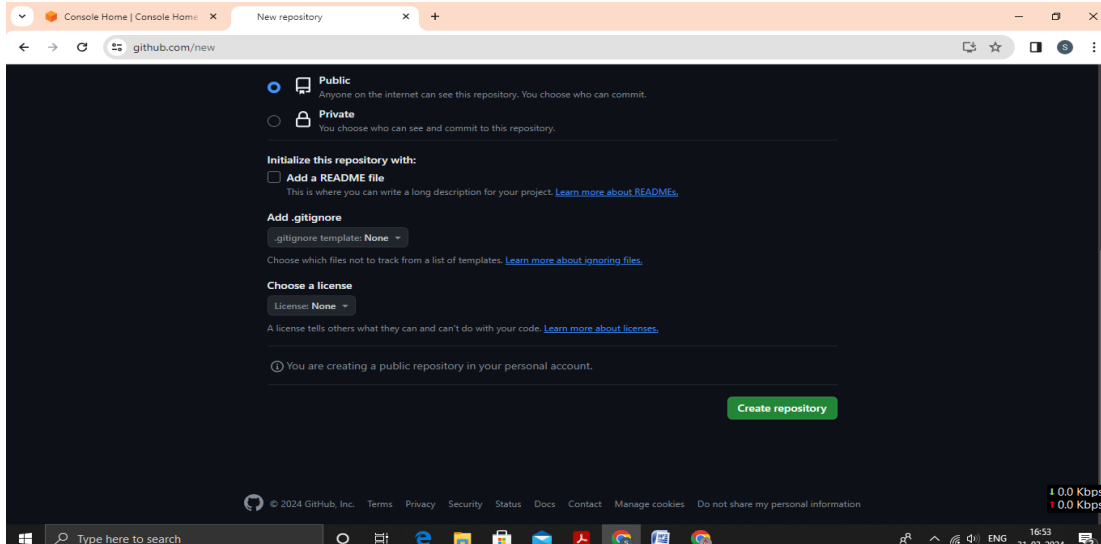 Console Home | Console Home
New repository
github.com/new
S
Public
Anyone on the internet can see this repository. You choose who can commit.
Private
You choose who can see and commit to this repository.
Initialize this repository with:
Add a README file
This is where you can write a long description for your project. Learn more about READMEs.
Add .gitignore
.gitignore template: None
Choose which files not to track from a list of templates. Learn more about ignoring files.
Choose a license
License: None
A license tells others what they can and can't do with your code. Learn more about licenses.
You are creating a public repository in your personal account.
Create repository
© 2024 GitHub, Inc. Terms Privacy Security Status Docs Contact Manage cookies Do not share my personal information
0.0 Kbps
0.0 Kbps
Type here to search
ENG
16:53